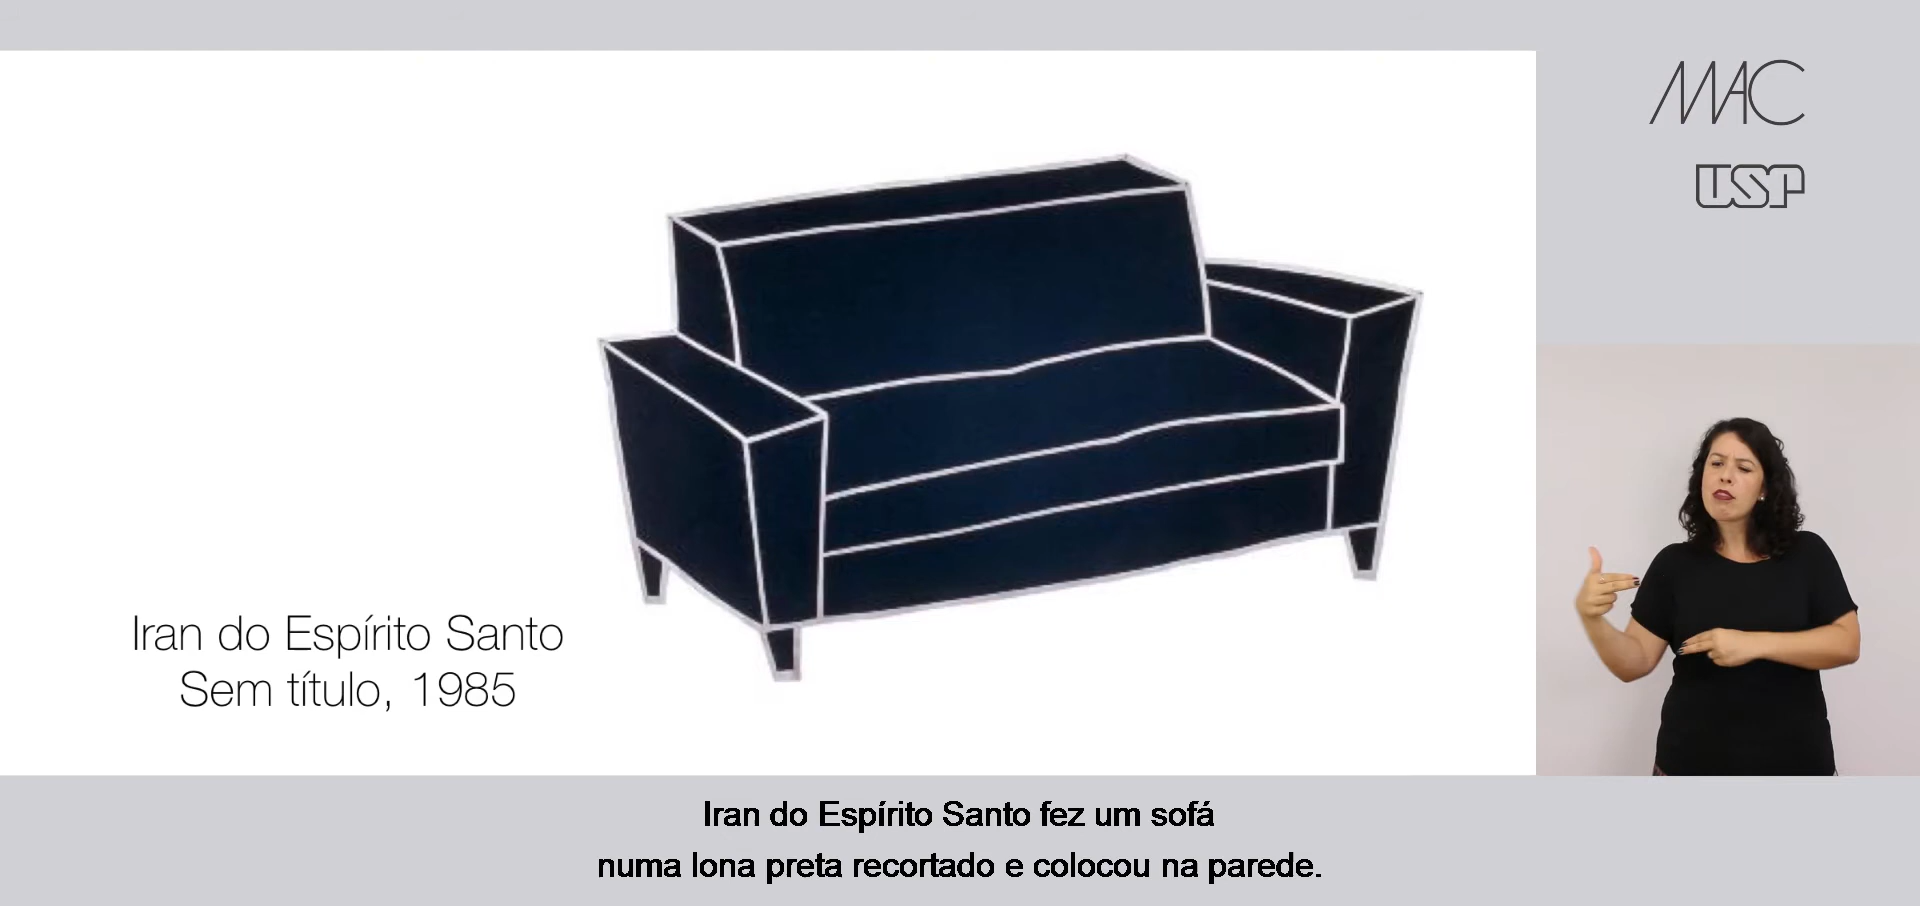 MAC
USP
Iran do Espírito Santo
Sem título, 1985
Iran do Espírito Santo fez um sofá
numa lona preta recortado e colocou na parede.